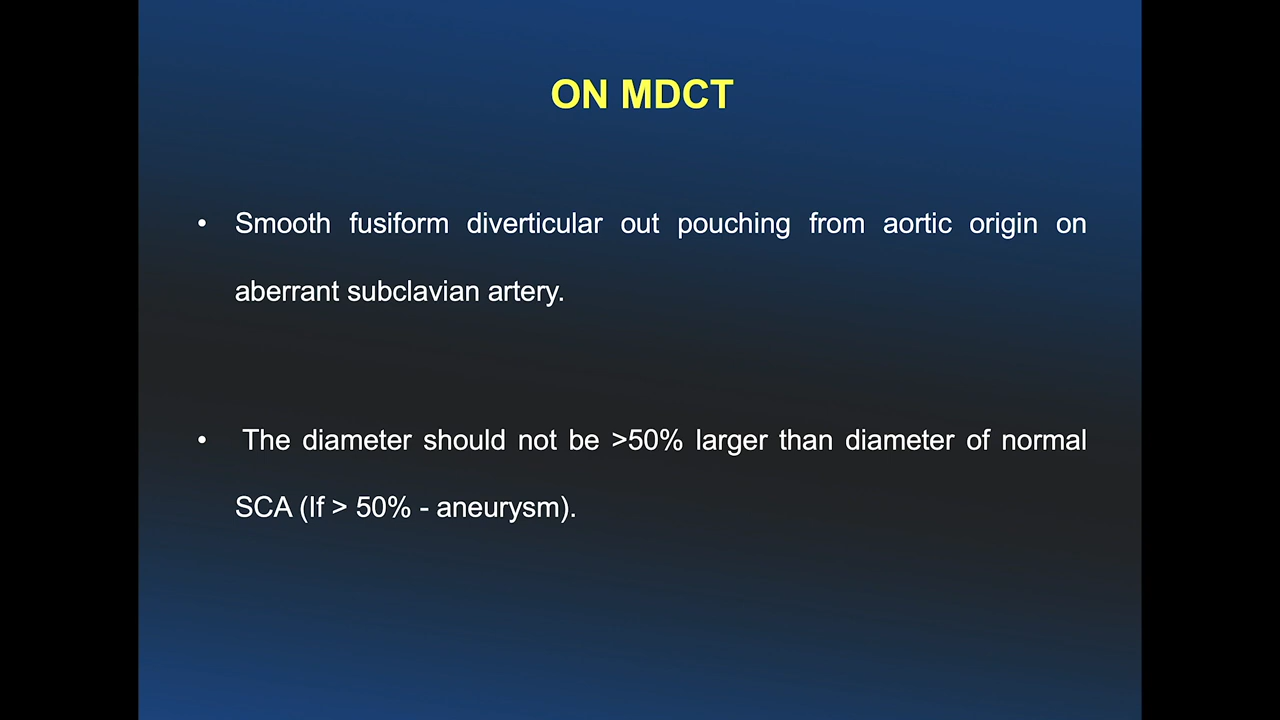 ON MDCT
• Smooth fusiform diverticular out pouching from aortic origin on
aberrant subclavian artery.
• The diameter should not be >50% larger than diameter of normal
SCA (If > 50% - aneurysm).